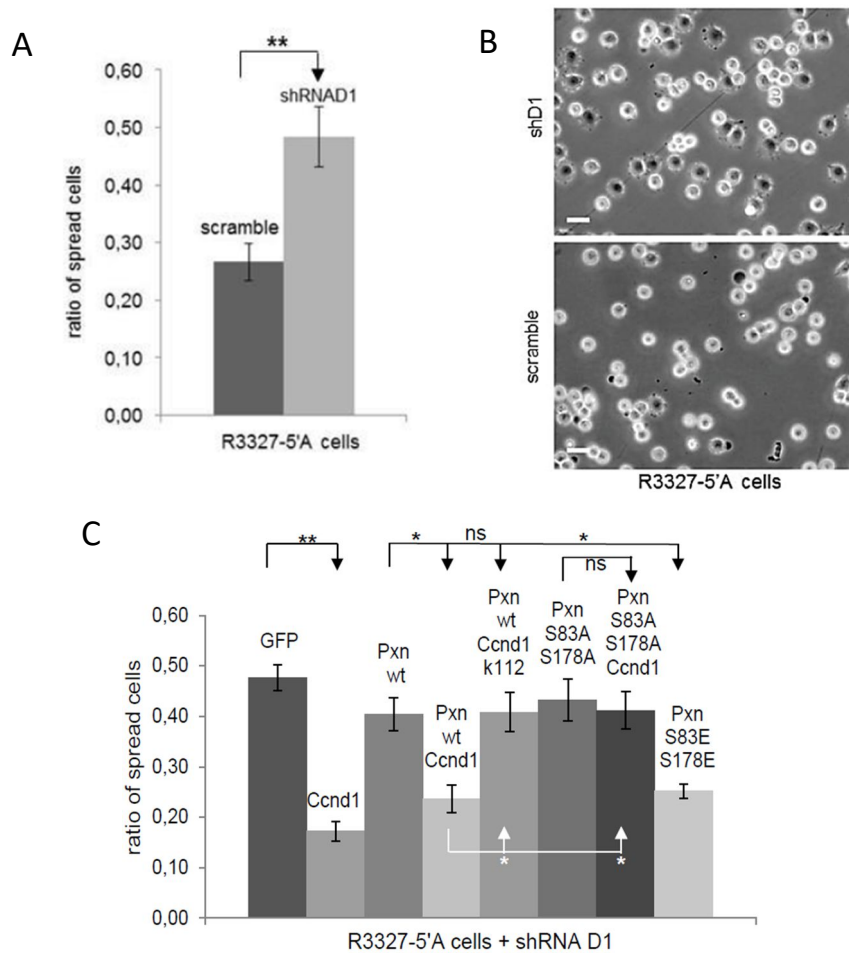 A
**
0,60
0,50
0,40
0,30
0,20
0,10
0,00
ratio of spread cells
scramble
shRNAD1
R3327-5'A cells
B
shD1
scramble
R3327-5'A cells
C
**
*
ns
*
ns
0,60
0,50
0,40
0,30
0,20
0,10
0,00
ratio of spread cells
GFP
Ccnd1
Pxn
wt
Pxn
wt
Ccnd1
Pxn
wt
Ccnd1
k112
Pxn
S83A
S178A
Pxn
S83A
S178A
Ccnd1
Pxn
S83E
S178E
*
*
R3327-5'A cells + shRNA D1